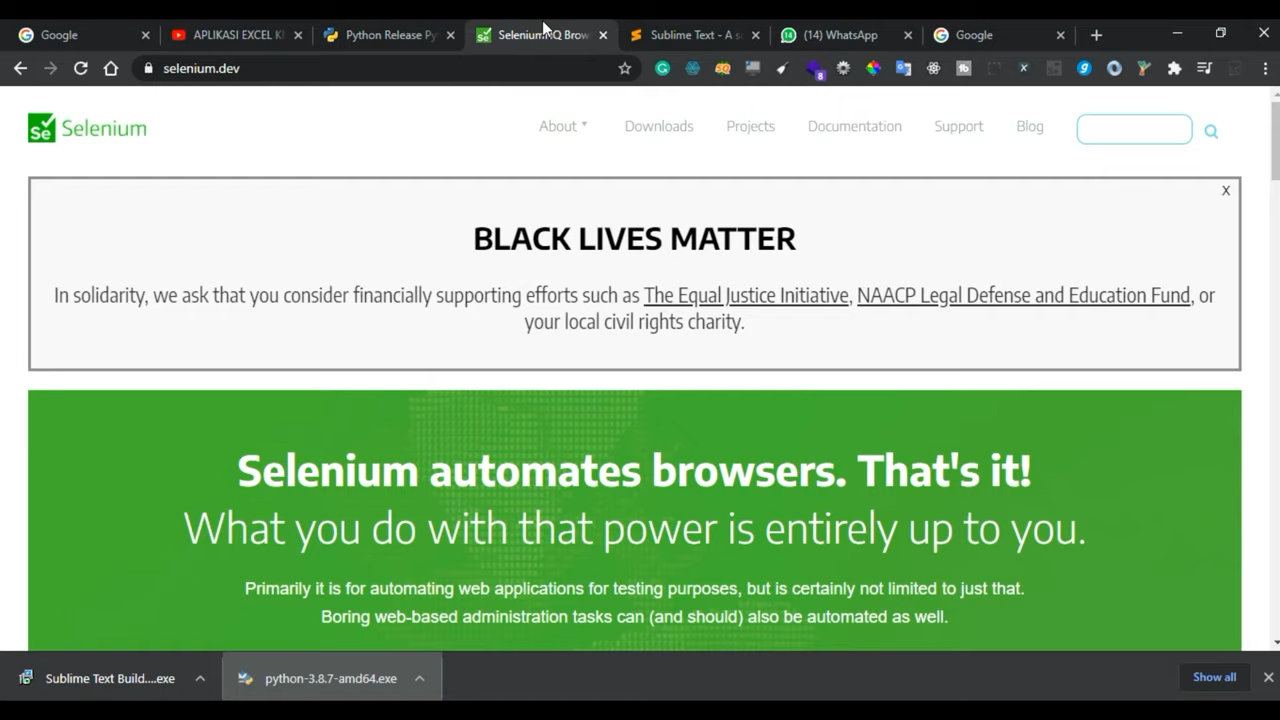 Google
APLIKASI EXCEL K
Python Release Py
SeleniumHQ Brow
Sublime Text - A s
(14) WhatsApp
Google
selenium.dev
8
Se Selenium
About
Downloads
Projects
Documentation
Support
Blog
X
BLACK LIVES MATTER
In solidarity, we ask that you consider financially supporting efforts such as The Equal Justice Initiative, NAACP Legal Defense and Education Fund, or
your local civil rights charity.
Selenium automates browsers. That's it!
What you do with that power is entirely up to you.
Primarily it is for automating web applications for testing purposes, but is certainly not limited to just that.
Boring web-based administration tasks can (and should) also be automated as well.
Sublime Text Build....exe
python-3.8.7-amd64.exe
Show all